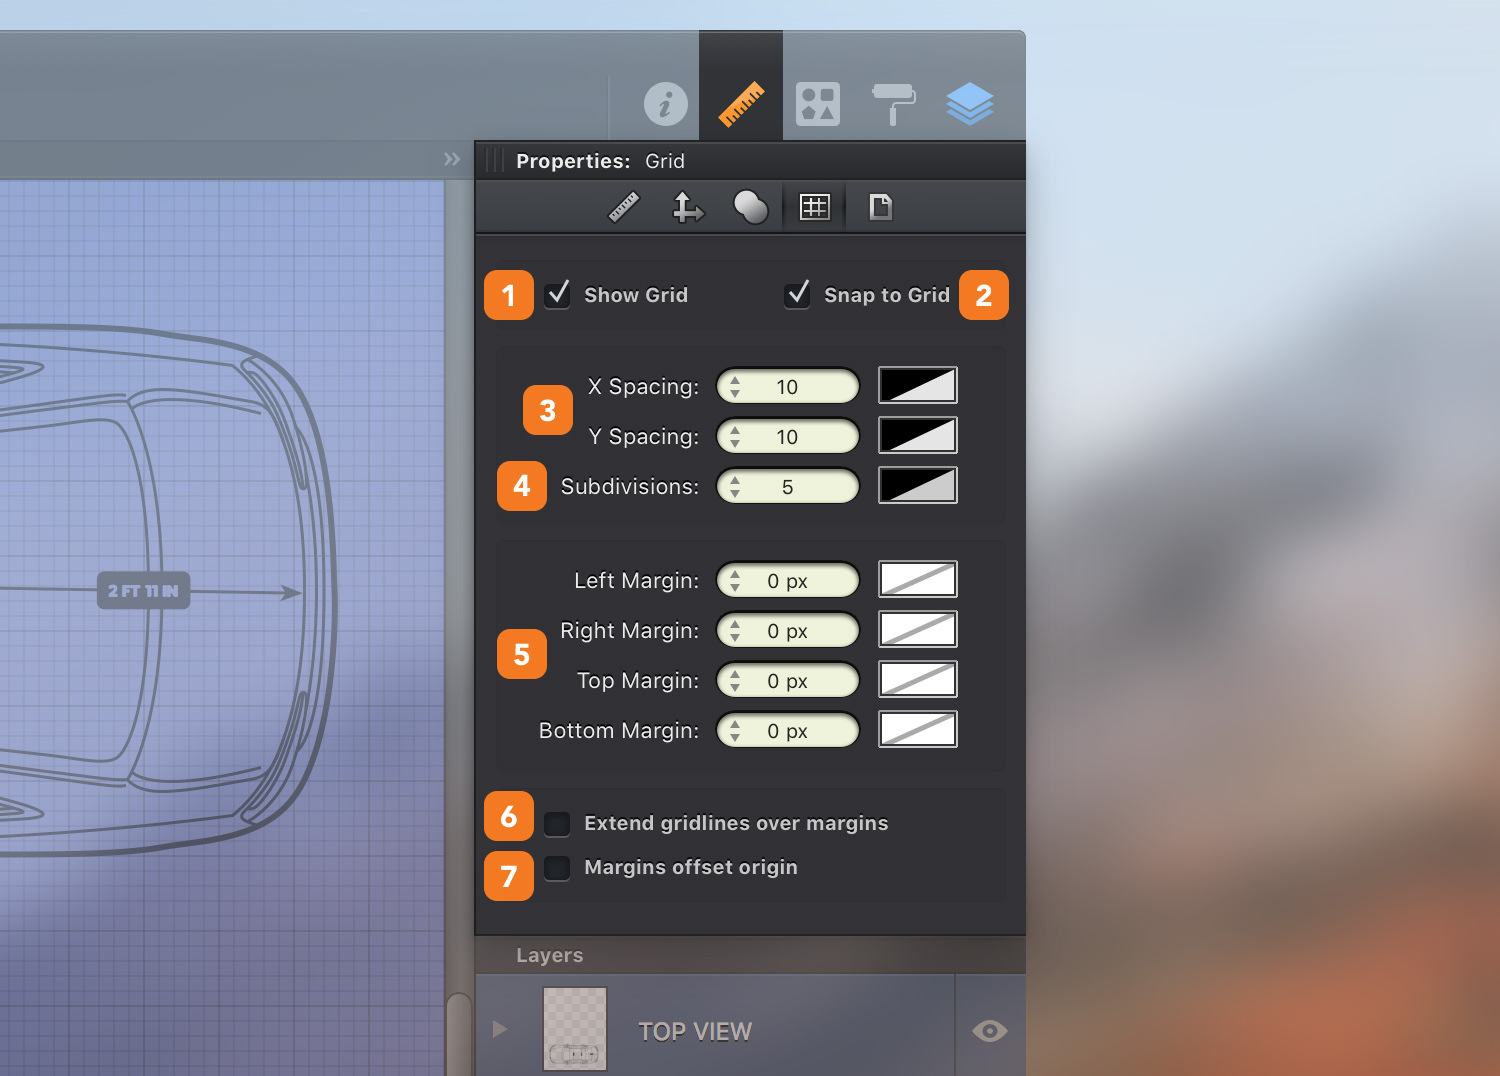 Properties: Grid
1 Show Grid Snap to Grid 2
3 X Spacing: 10
Y Spacing: 10
4 Subdivisions: 5
Left Margin: 0 px
2 FT 11 IN
5 Right Margin: 0 px
Top Margin: 0 px
Bottom Margin: 0 px
6 Extend gridlines over margins
7 Margins offset origin
Layers
TOP VIEW